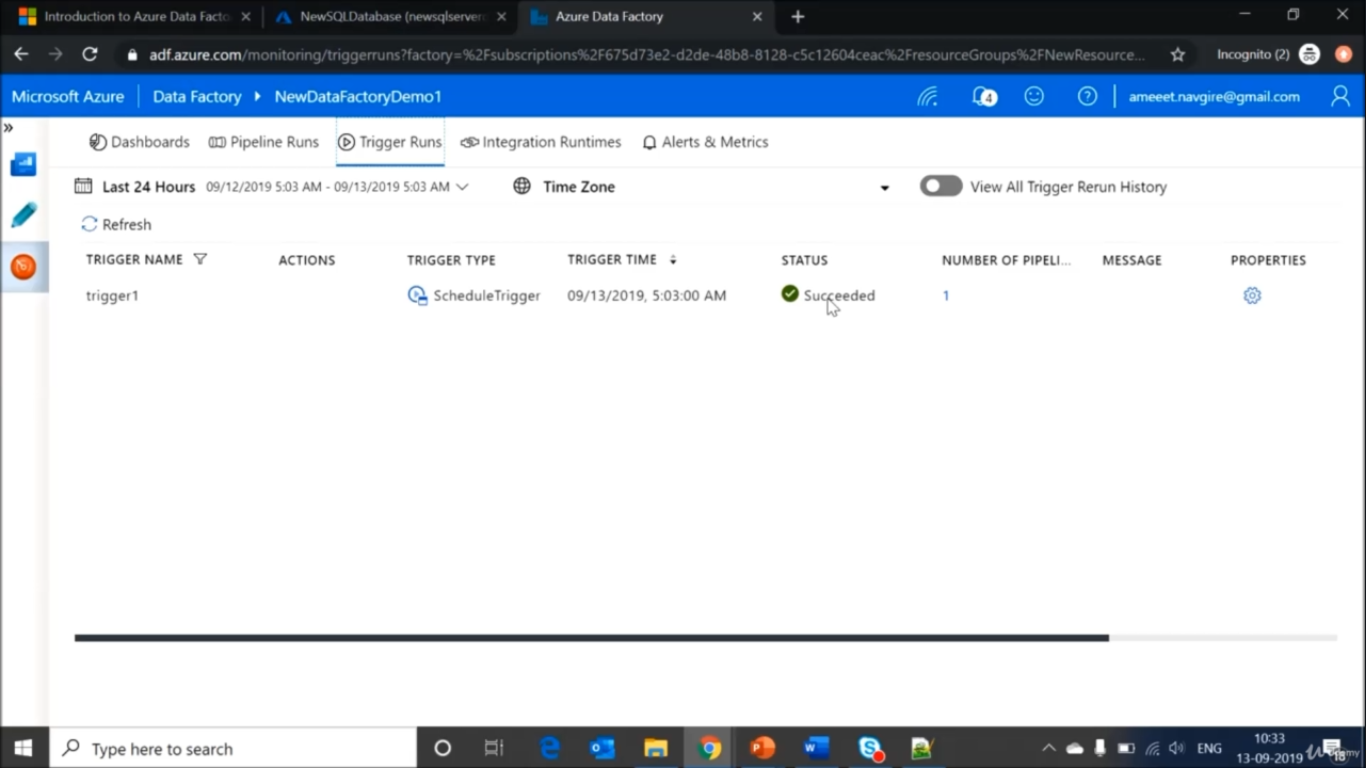 Introduction to Azure Data Facto
NewSQLDatabase (newsqlserver
Azure Data Factory
adf.azure.com/monitoring/triggerruns?factory=%2Fsubscriptions%2F675d73e2-d2de-48b8-8128-c5c12604ceac%2FresourceGroups%2FNewResource...
Incognito (2)
Microsoft Azure
Data Factory
NewDataFactoryDemo1
4
ameeet.navgire@gmail.com
Dashboards
Pipeline Runs
Trigger Runs
Integration Runtimes
Alerts & Metrics
Last 24 Hours 09/12/2019 5:03 AM - 09/13/2019 5:03 AM
Time Zone
View All Trigger Rerun History
Refresh
TRIGGER NAME ACTIONS TRIGGER TYPE TRIGGER TIME STATUS NUMBER OF PIPELI... MESSAGE PROPERTIES
trigger1 ScheduleTrigger 09/13/2019, 5:03:00 AM Succeeded 1
Type here to search
ENG
10:33
13-09-2019